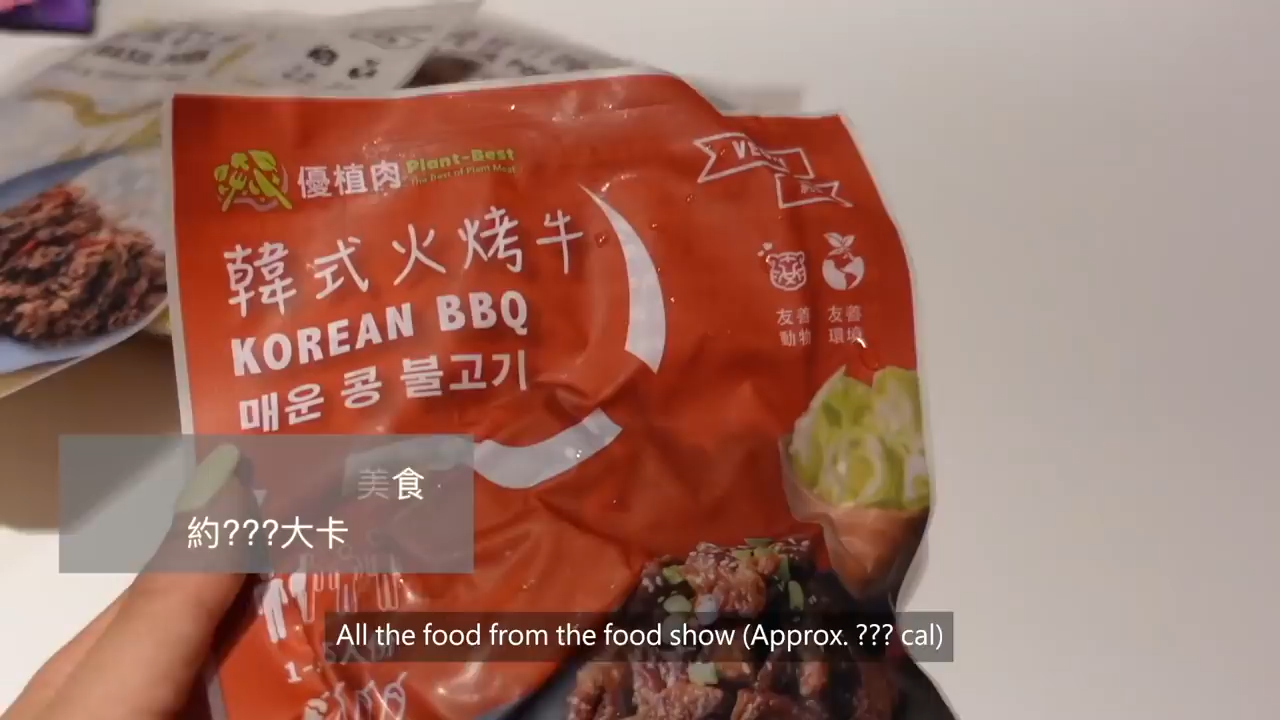 優植肉 Plant-Best
The Best of Plant Meat
韓式火烤牛
KOREAN BBQ
매운 콩 불고기
友善 友善
動物 環境
美食
約???大卡
All the food from the food show (Approx. ??? cal)